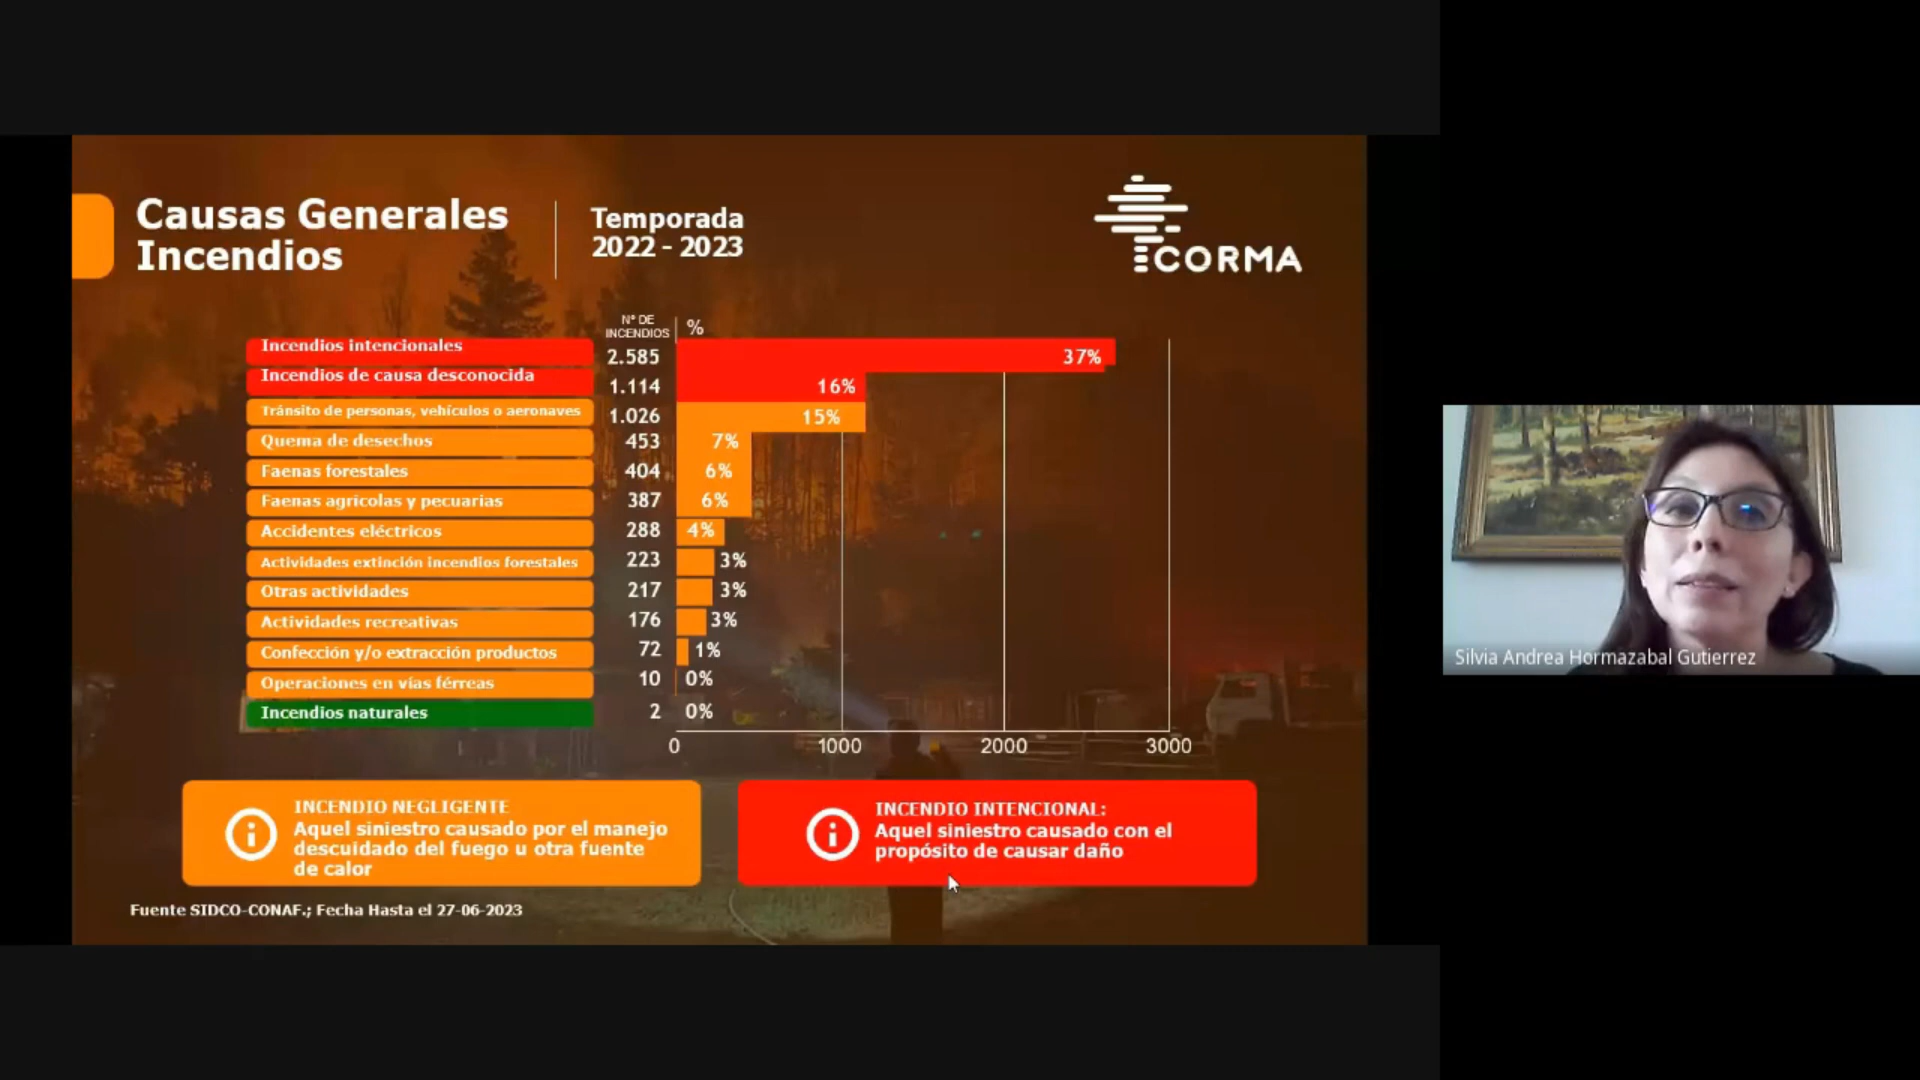 Causas Generales
Incendios
Temporada
2022 - 2023
CORMA
N° DE
INCENDIOS
%
Incendios intencionales 2.585 37%
Incendios de causa desconocida 1.114 16%
Tránsito de personas, vehículos o aeronaves 1.026 15%
Quema de desechos 453 7%
Faenas forestales 404 6%
Faenas agrícolas y pecuarias 387 6%
Accidentes eléctricos 288 4%
Actividades extinción incendios forestales 223 3%
Otras actividades 217 3%
Actividades recreativas 176 3%
Confección y/o extracción productos 72 1%
Operaciones en vías férreas 10 0%
Incendios naturales 2 0%
0 1000 2000 3000
INCENDIO NEGLIGENTE
Aquel siniestro causado por el manejo
descuidado del fuego u otra fuente
de calor
INCENDIO INTENCIONAL:
Aquel siniestro causado con el
propósito de causar daño
Fuente SIDCO-CONAF.; Fecha Hasta el 27-06-2023
Silvia Andrea Hormazabal Gutierrez